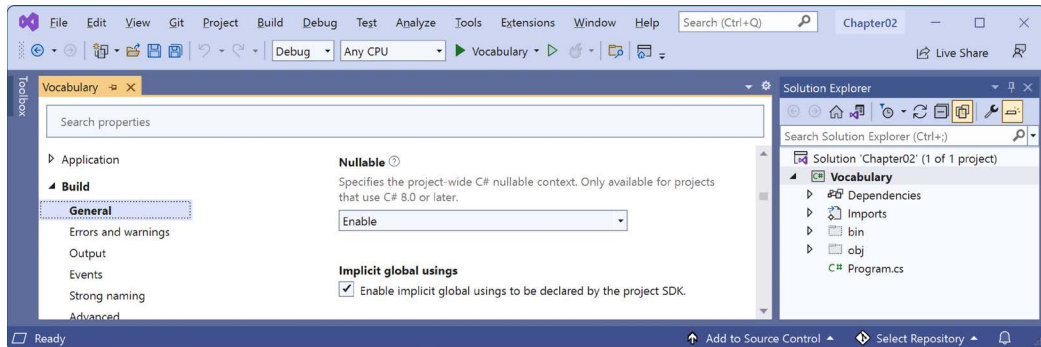 File Edit View Git Project Build Debug Test Analyze Tools Extensions Window Help Search (Ctrl+Q) Chapter02
Debug Any CPU Vocabulary Live Share
Toolbox
Vocabulary
Search properties
Application
Build
General
Errors and warnings
Output
Events
Strong naming
Advanced
Nullable
Specifies the project-wide C# nullable context. Only available for projects
that use C# 8.0 or later.
Enable
Implicit global usings
Enable implicit global usings to be declared by the project SDK.
Solution Explorer
Search Solution Explorer (Ctrl+;)
Solution 'Chapter02' (1 of 1 project)
C# Vocabulary
Dependencies
Imports
bin
obj
C# Program.cs
Ready Add to Source Control Select Repository